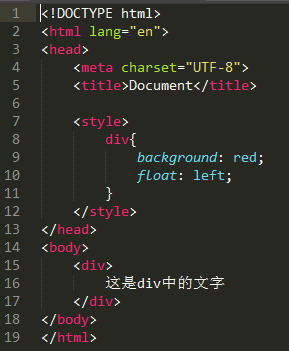 1 <!DOCTYPE html>
2 <html lang="en">
3 <head>
4     <meta charset="UTF-8">
5     <title>Document</title>
6
7     <style>
8         div{
9             background: red;
10             float: left;
11         }
12     </style>
13 </head>
14 <body>
15     <div>
16         这是div中的文字
17     </div>
18 </body>
19 </html>